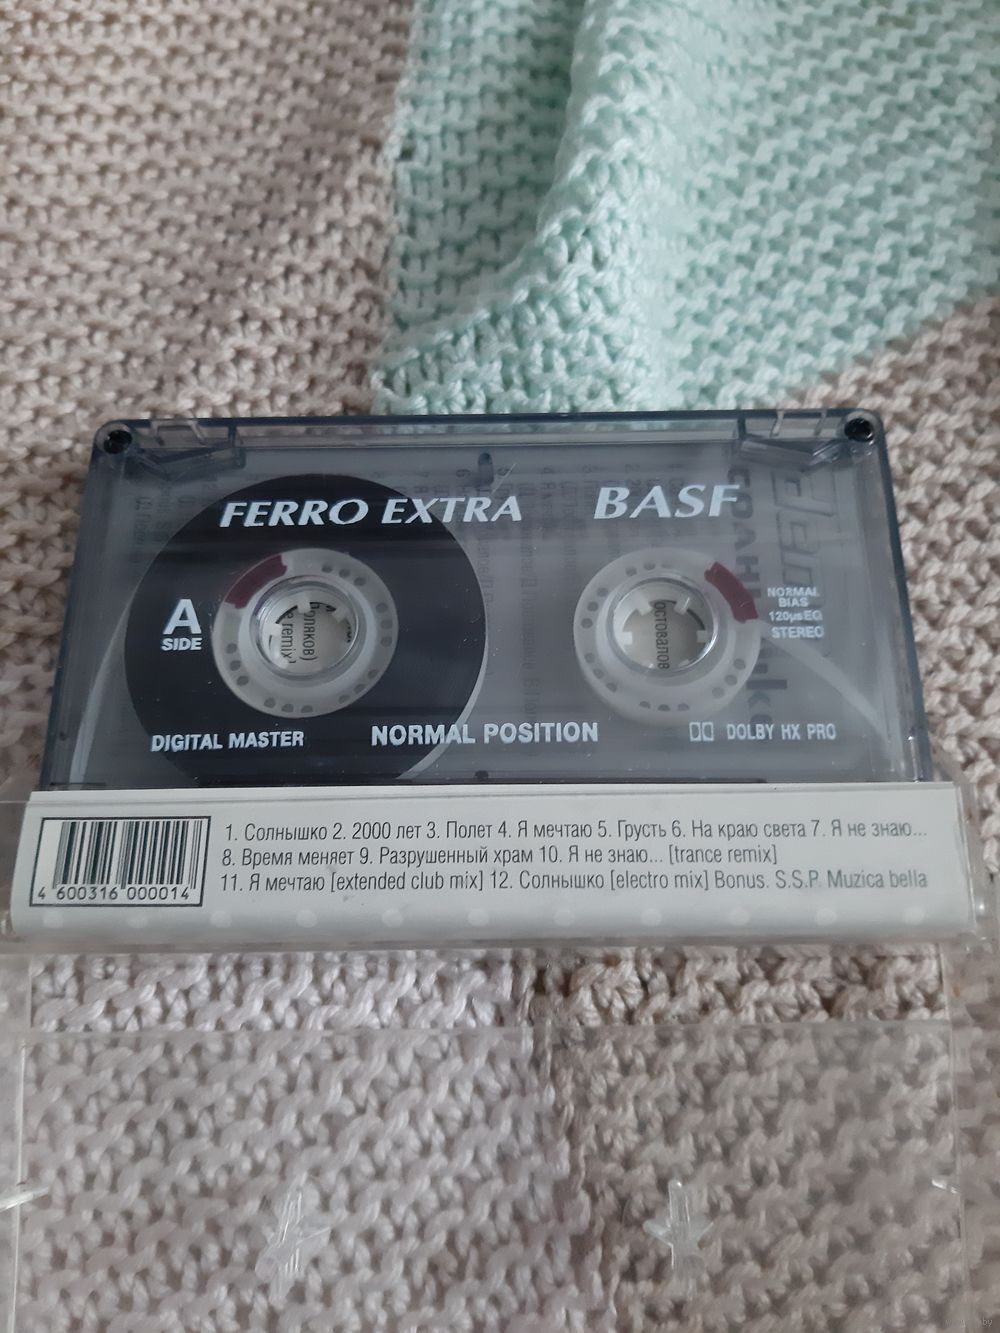 FERRO EXTRA BASF
A
SIDE
NORMAL
BIAS
120µs EQ
STEREO
поляков)
e remix)
остовалов
DIGITAL MASTER NORMAL POSITION DOLBY HX PRO
1. Солнышко 2. 2000 лет 3. Полет 4. Я мечтаю 5. Грусть 6. На краю света 7. Я не знаю...
8. Время меняет 9. Разрушенный храм 10. Я не знаю... [trance remix]
11. Я мечтаю [extended club mix] 12. Солнышко [electro mix] Bonus. S.S.P. Muzica bella
4 600316 000014